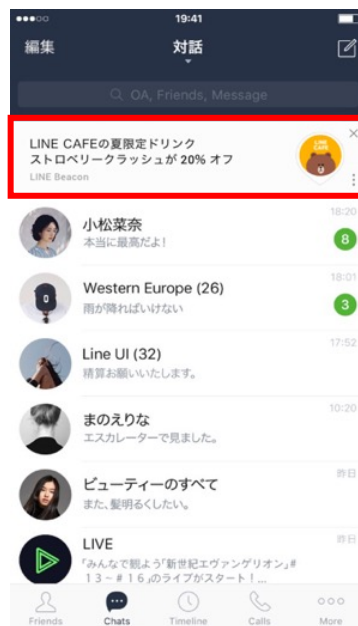 19:41
編集
対話
OA, Friends, Message
LINE CAFEの夏限定ドリンク
ストロベリークラッシュが 20% オフ
LINE Beacon
小松菜奈
18:20
本当に最高だよ!
8
Western Europe (26)
18:01
雨が降ればいけない
3
Line UI (32)
17:52
精算お願いいたします。
まのえりな
10:20
エスカレーターで見ました。
ビューティーのすべて
昨日
また、髪明るくしたい。
LIVE
昨日
「みんなで観よう「新世紀エヴァンゲリオン」#
13~#16」のライブがスタート!...
Friends
Chats
Timeline
Calls
More